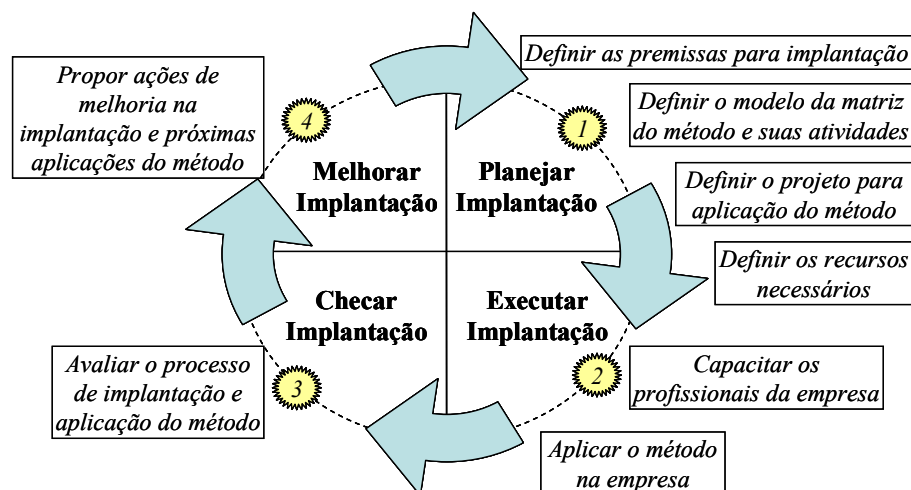 Definir as premissas para implantação
1
Definir o modelo da matriz
do método e suas atividades
Definir o projeto para
aplicação do método
Definir os recursos
necessários
Planejar
Implantação
Executar
Implantação
2
Capacitar os
profissionais da empresa
Aplicar o método
na empresa
Checar
Implantação
3
Avaliar o processo
de implantação e
aplicação do método
Melhorar
Implantação
4
Propor ações de
melhoria na
implantação e próximas
aplicações do método